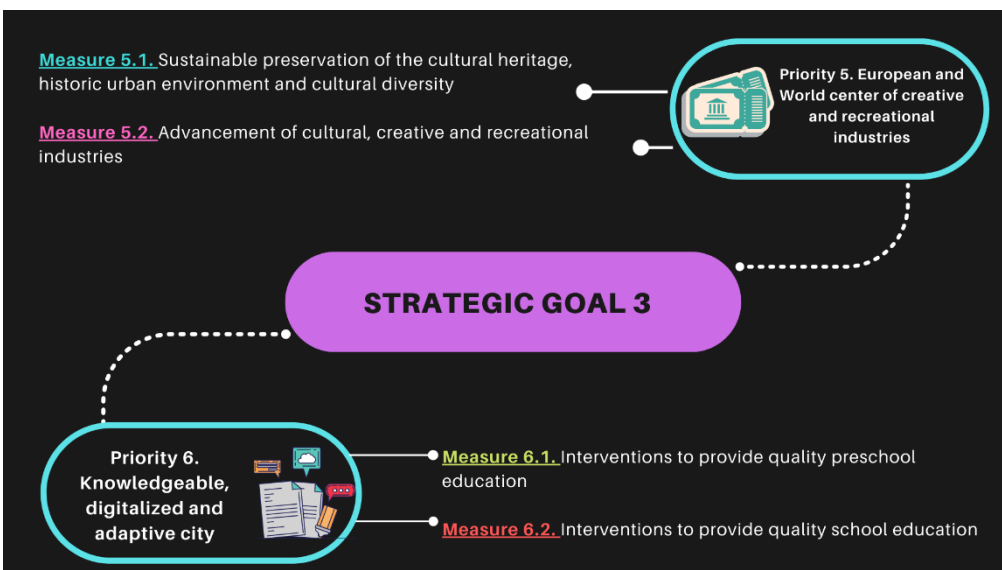 Measure 5.1. Sustainable preservation of the cultural heritage,
historic urban environment and cultural diversity
Measure 5.2. Advancement of cultural, creative and recreational
industries
Priority 5. European and
World center of creative
and recreational
industries
STRATEGIC GOAL 3
Priority 6.
Knowledgeable,
digitalized and
adaptive city
Measure 6.1. Interventions to provide quality preschool
education
Measure 6.2. Interventions to provide quality school education